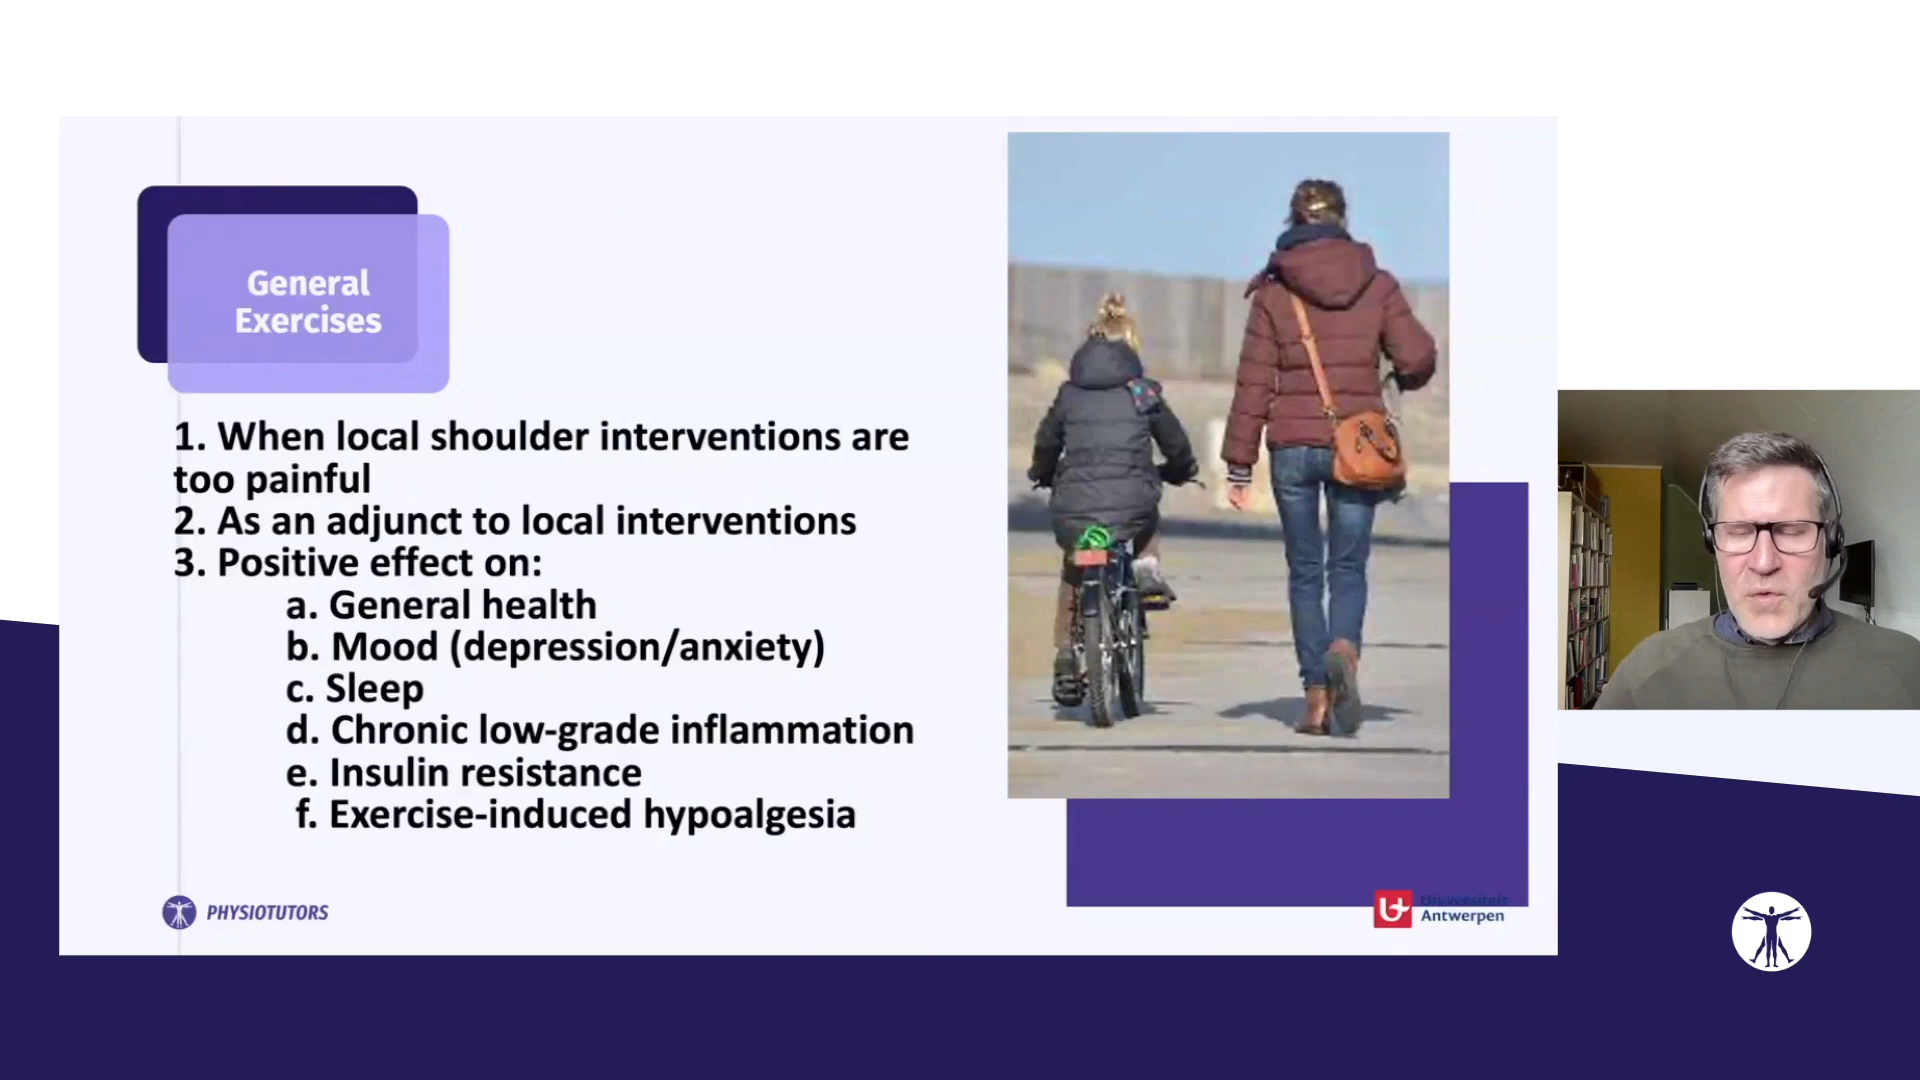 General
Exercises
1. When local shoulder interventions are
too painful
2. As an adjunct to local interventions
3. Positive effect on:
a. General health
b. Mood (depression/anxiety)
c. Sleep
d. Chronic low-grade inflammation
e. Insulin resistance
f. Exercise-induced hypoalgesia
PHYSIOTUTORS
Universiteit
Antwerpen